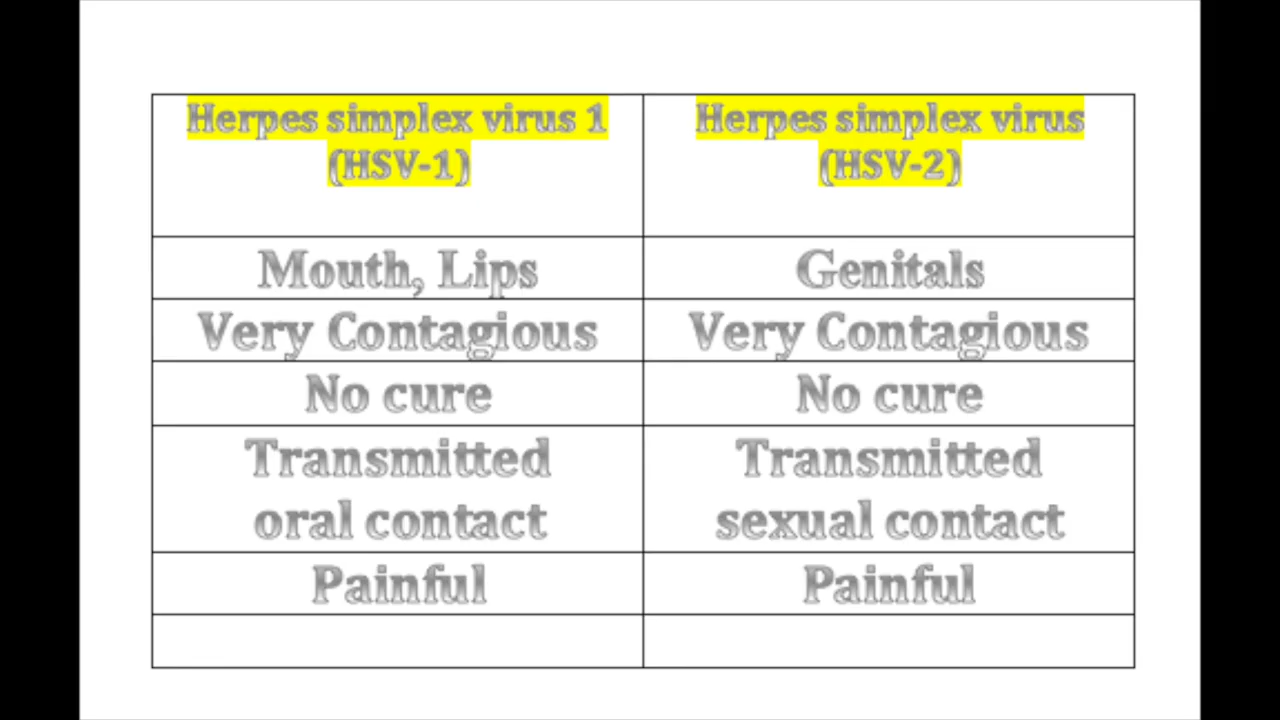 Herpes simplex virus 1
(HSV-1)
Herpes simplex virus
(HSV-2)
Mouth, Lips
Genitals
Very Contagious
Very Contagious
No cure
No cure
Transmitted
oral contact
Transmitted
sexual contact
Painful
Painful